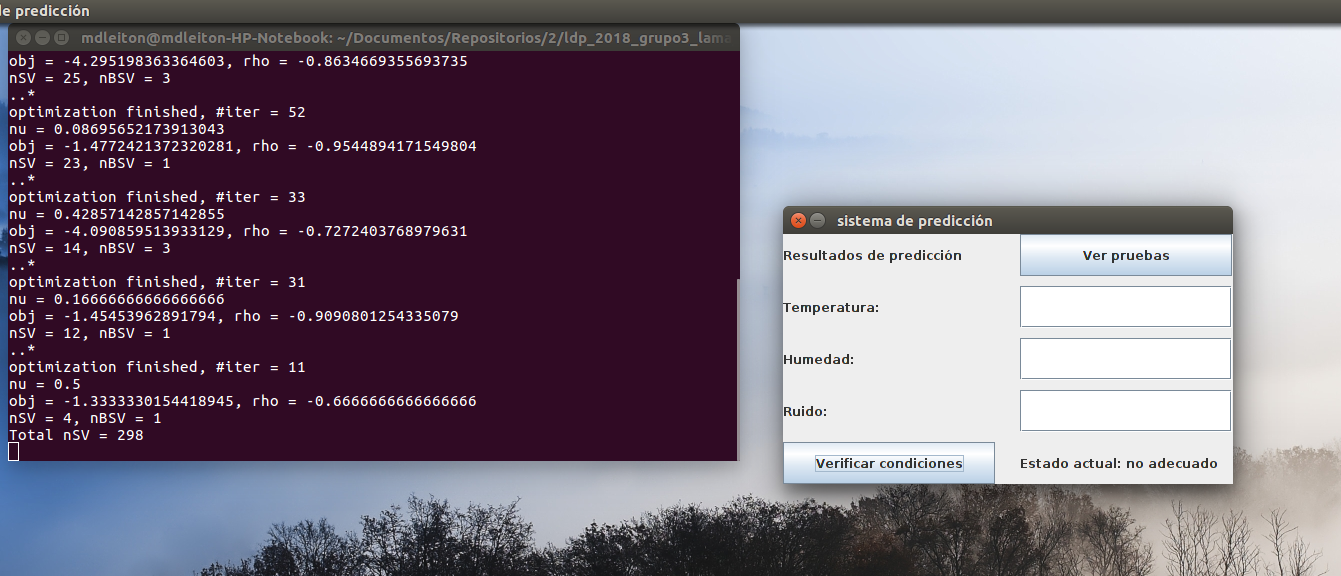 le predicción
mdleiton@mdleiton-HP-Notebook: ~/Documentos/Repositorios/2/ldp_2018_grupo3_lama
obj = -4.295198363364603, rho = -0.8634669355693735
nSV = 25, nBSV = 3
..*
optimization finished, #iter = 52
nu = 0.08695652173913043
obj = -1.4772421372320281, rho = -0.9544894171549804
nSV = 23, nBSV = 1
..*
optimization finished, #iter = 33
nu = 0.42857142857142855
obj = -4.090859513933129, rho = -0.7272403768979631
nSV = 14, nBSV = 3
..*
optimization finished, #iter = 31
nu = 0.16666666666666666
obj = -1.45453962891794, rho = -0.9090801254335079
nSV = 12, nBSV = 1
..*
optimization finished, #iter = 11
nu = 0.5
obj = -1.3333330154418945, rho = -0.6666666666666666
nSV = 4, nBSV = 1
Total nSV = 298
sistema de predicción
Resultados de predicción
Ver pruebas
Temperatura:
Humedad:
Ruido:
Verificar condiciones
Estado actual: no adecuado